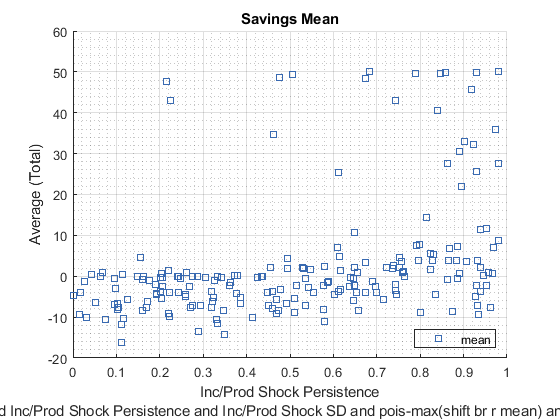 Savings Mean
60
50
40
30
20
10
0
-10
-20
Average (Total)
mean
0 0.1 0.2 0.3 0.4 0.5 0.6 0.7 0.8 0.9 1
Inc/Prod Shock Persistence
d Inc/Prod Shock Persistence and Inc/Prod Shock SD and pois-max(shift br r mean) an